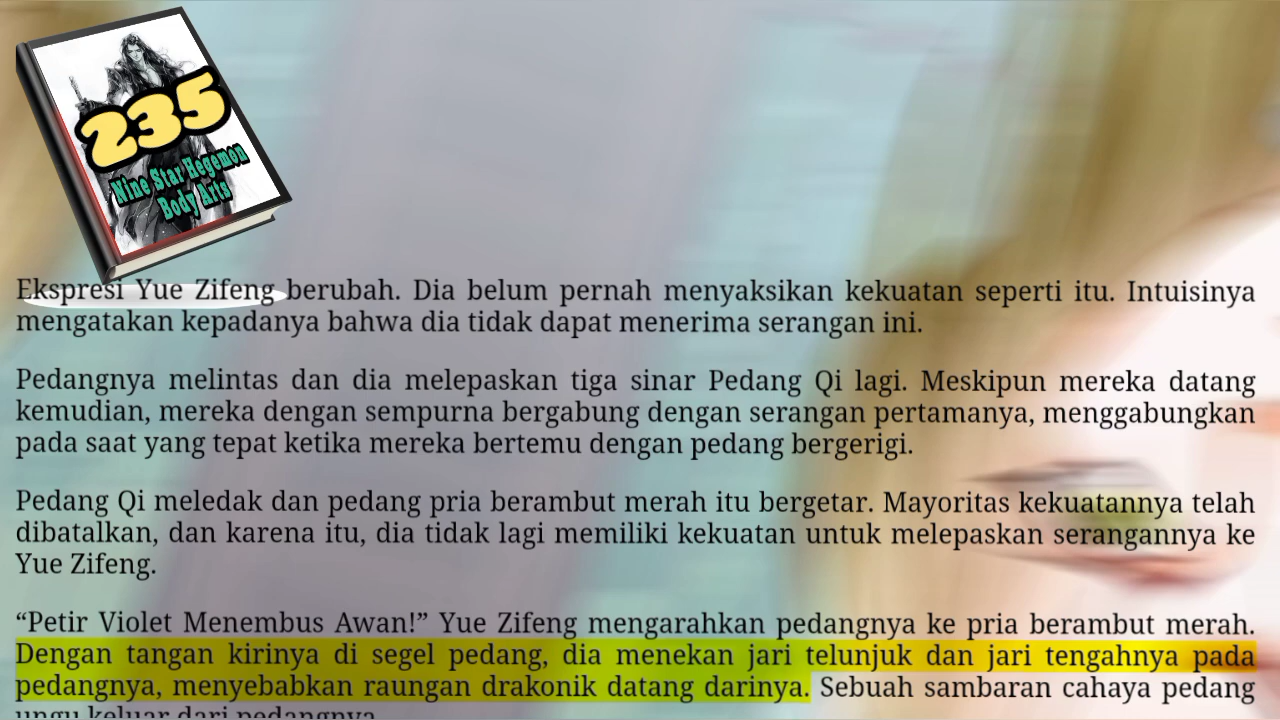 235
Nine Star Hegemon
Body Arts
Ekspresi Yue Zifeng berubah. Dia belum pernah menyaksikan kekuatan seperti itu. Intuisinya
mengatakan kepadanya bahwa dia tidak dapat menerima serangan ini.
Pedangnya melintas dan dia melepaskan tiga sinar Pedang Qi lagi. Meskipun mereka datang
kemudian, mereka dengan sempurna bergabung dengan serangan pertamanya, menggabungkan
pada saat yang tepat ketika mereka bertemu dengan pedang bergerigi.
Pedang Qi meledak dan pedang pria berambut merah itu bergetar. Mayoritas kekuatannya telah
dibatalkan, dan karena itu, dia tidak lagi memiliki kekuatan untuk melepaskan serangannya ke
Yue Zifeng.
“Petir Violet Menembus Awan!” Yue Zifeng mengarahkan pedangnya ke pria berambut merah.
Dengan tangan kirinya di segel pedang, dia menekan jari telunjuk dan jari tengahnya pada
pedangnya, menyebabkan raungan drakonik datang darinya. Sebuah sambaran cahaya pedang
ungu keluar dari pedangnya